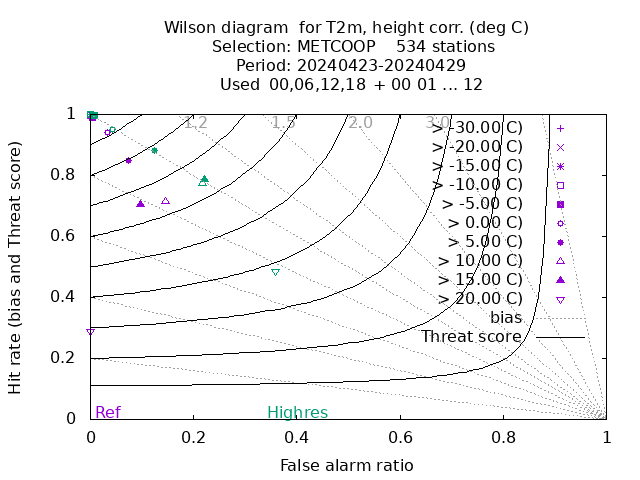 Wilson diagram  for T2m, height corr. (deg C)
Selection: METCOOP    534 stations
Period: 20240423-20240429
Used 00,06,12,18 + 00 01 ... 12
1.2 1.5 2.0 3.0
> -30.00 C)
> -20.00 C)
> -15.00 C)
> -10.00 C)
> -5.00 C)
> 0.00 C)
> 5.00 C)
> 10.00 C)
> 15.00 C)
> 20.00 C)
bias
Threat score
Ref Highres
1
0.8
0.6
0.4
0.2
0
0 0.2 0.4 0.6 0.8 1
Hit rate (bias and Threat score)
False alarm ratio